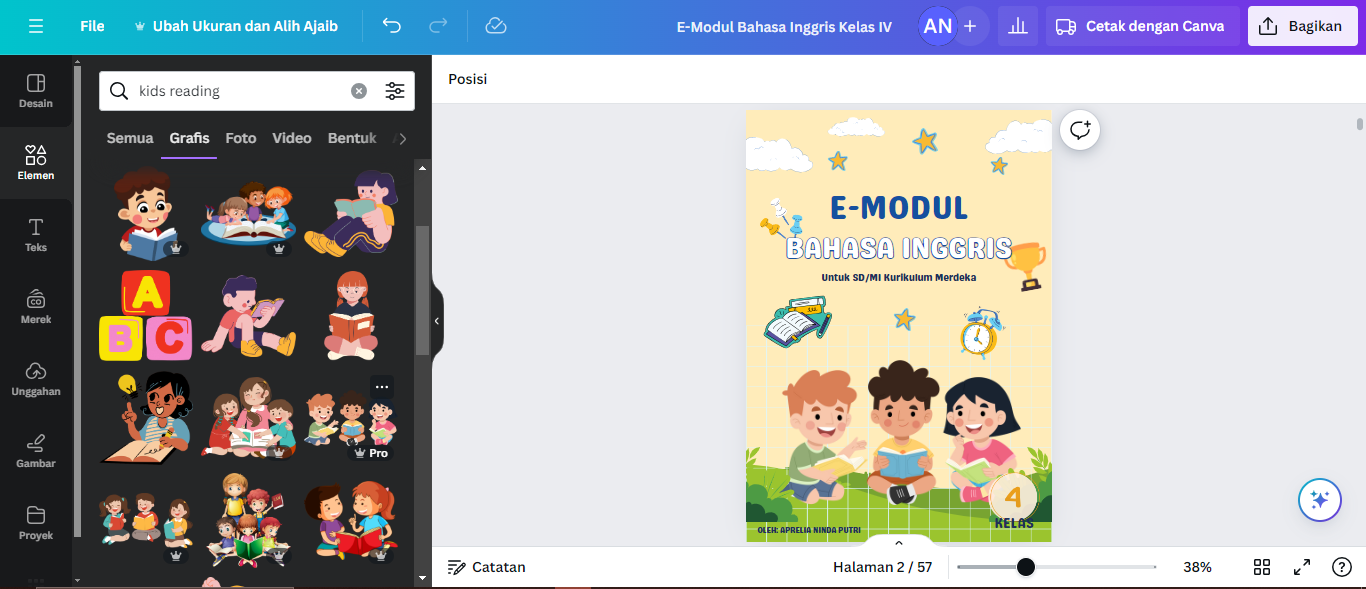 File
Ubah Ukuran dan Alih Ajaib
E-Modul Bahasa Inggris Kelas IV
AN
Cetak dengan Canva
Bagikan
Desain
Elemen
Teks
Merek
Unggahan
Gambar
Proyek
kids reading
Semua Grafis Foto Video Bentuk
A
B C
Pro
Posisi
E-MODUL
BAHASA INGGRIS
Untuk SD/MI Kurikulum Merdeka
4
KELAS
OLEH: APRELIA NINDA PUTRI
Catatan
Halaman 2 / 57
38%